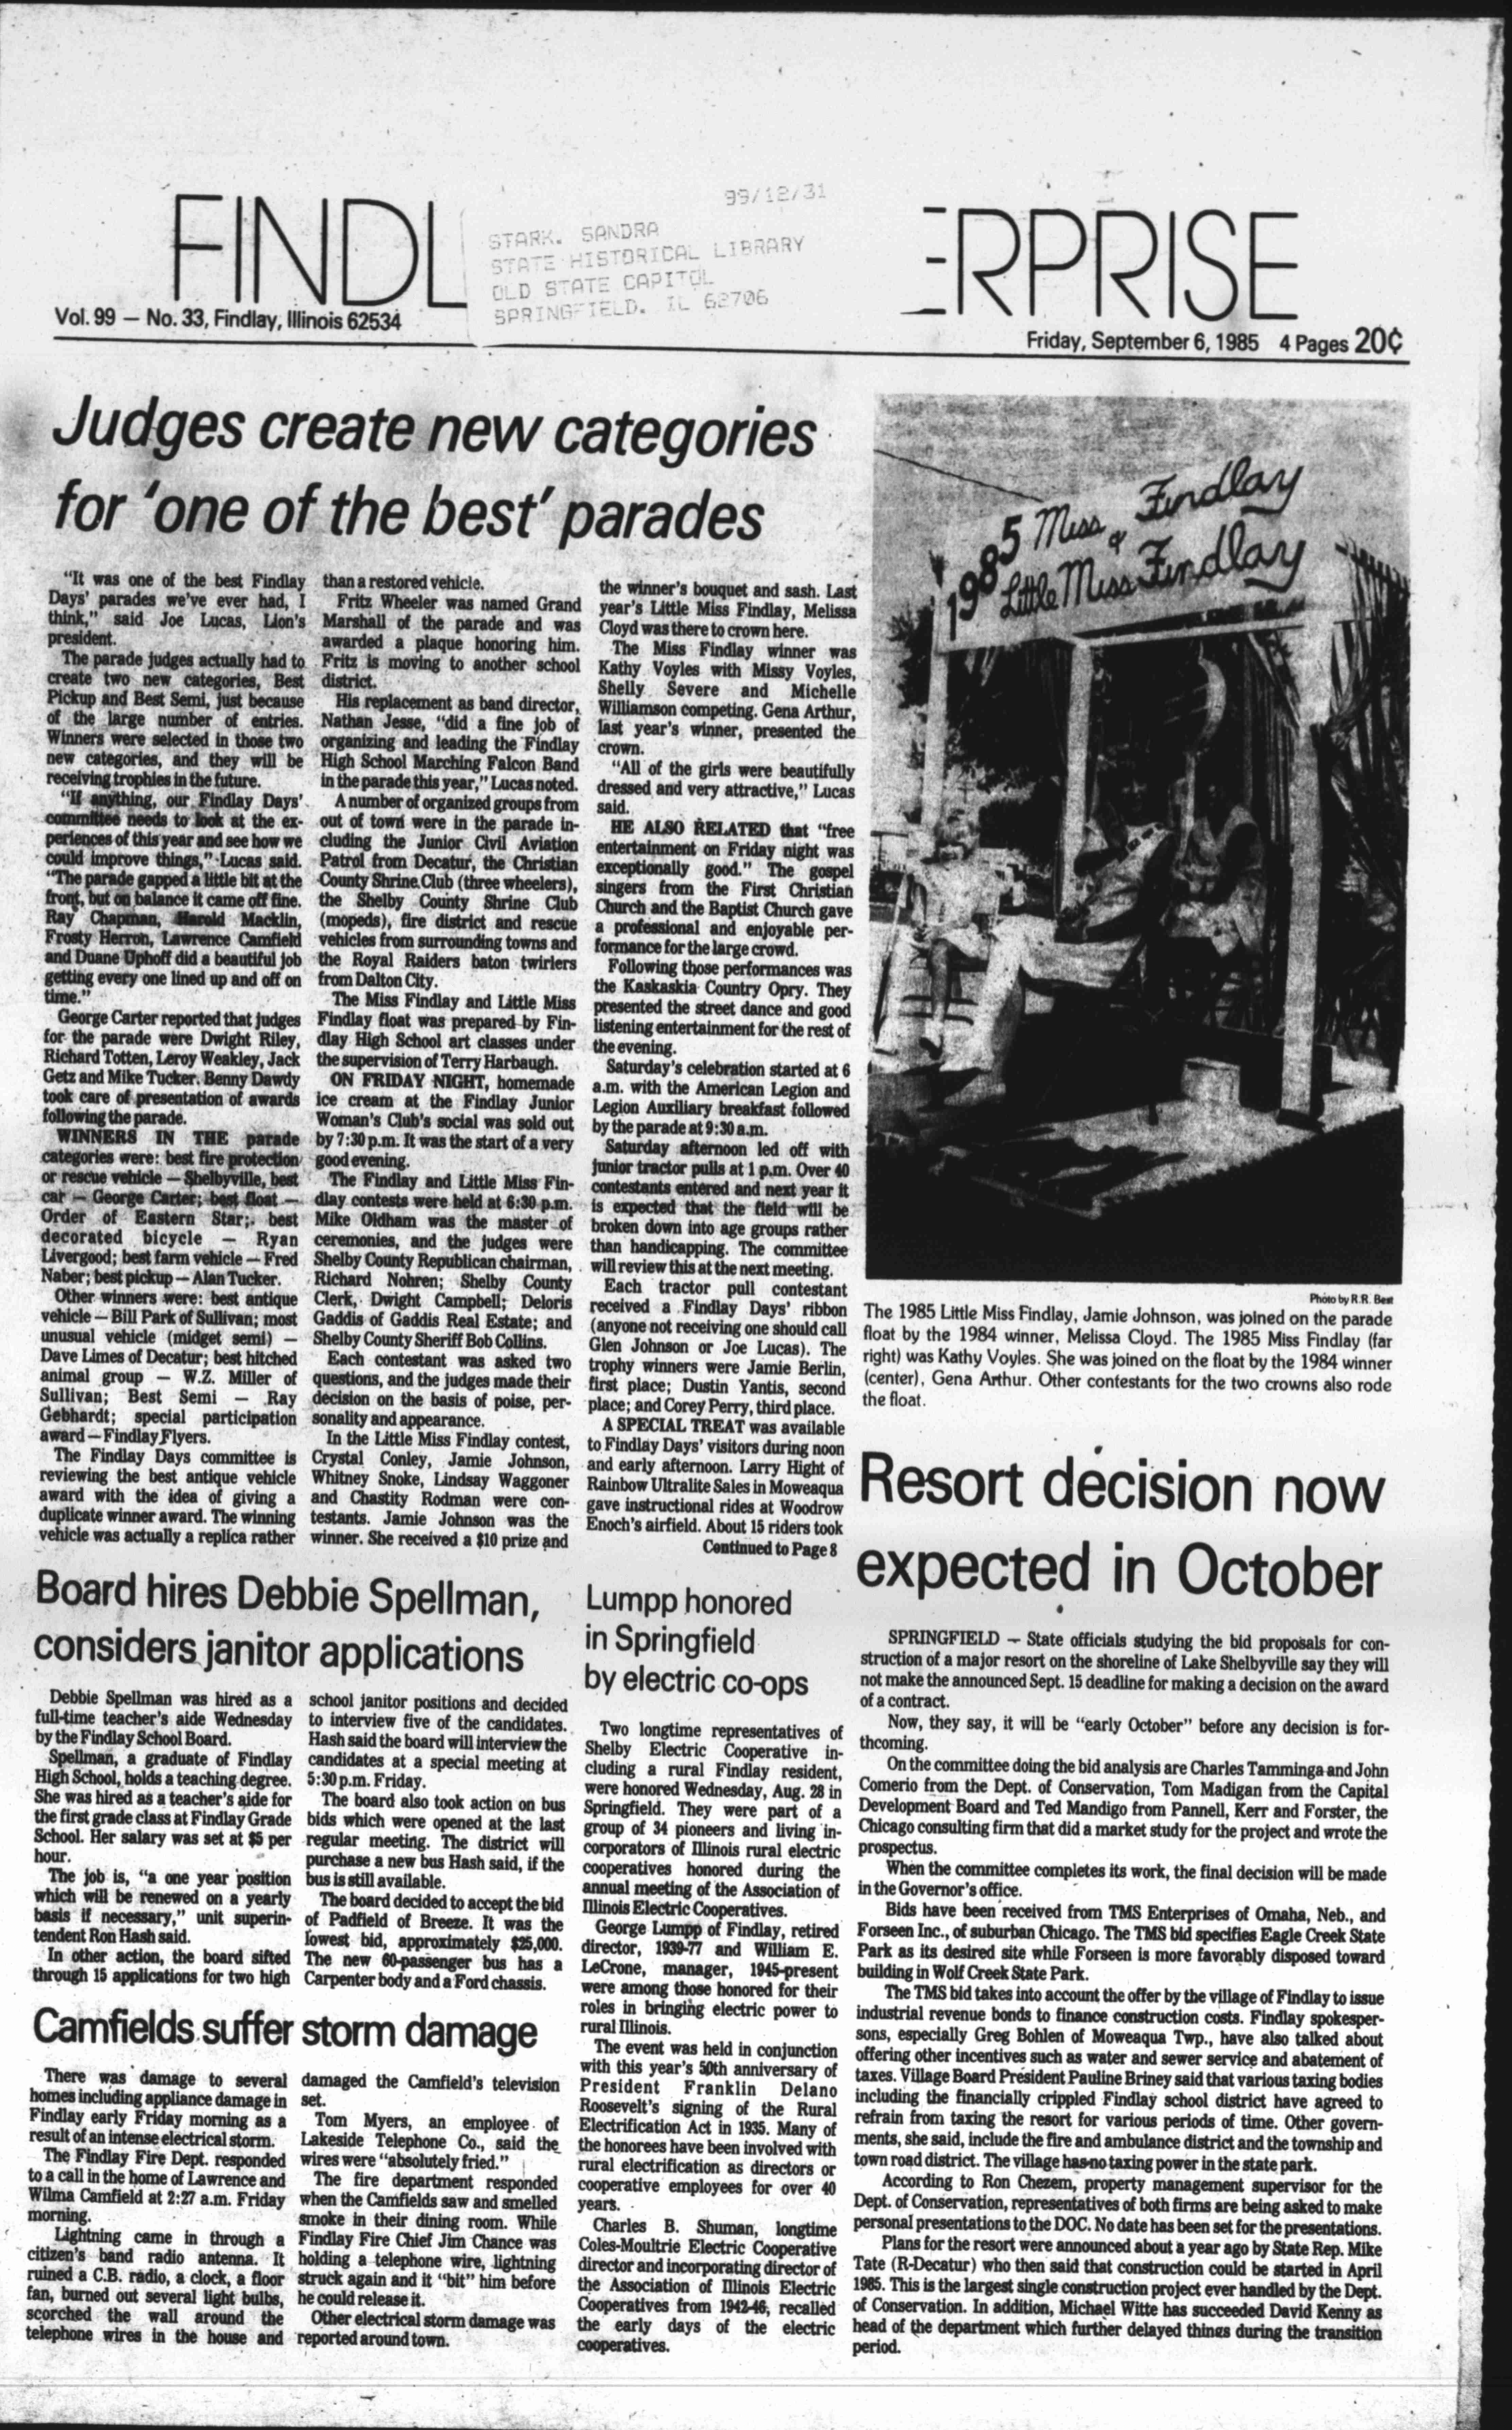 99/12/31
STARK. SANDRA
STATE HISTORICAL LIBRARY
OLD STATE CAPITOL
SPRINGFIELD. IL 62706
FINDL ERPRISE
Vol. 99 — No. 33, Findlay, Illinois 62534
Friday, September 6, 1985 4 Pages 20¢
Judges create new categories
for 'one of the best' parades
"It was one of the best Findlay
Days' parades we've ever had, I
think," said Joe Lucas, Lion's
president.
The parade judges actually had to
create two new categories, Best
Pickup and Best Semi, just because
of the large number of entries.
Winners were selected in those two
new categories, and they will be
receiving trophies in the future.
"If anything, our Findlay Days'
committee needs to look at the ex-
periences of this year and see how we
could improve things," Lucas said.
"The parade gapped a little bit at the
front, but on balance it came off fine.
Ray Chapman, Harold Macklin,
Frosty Herron, Lawrence Camfield
and Duane Uphoff did a beautiful job
getting every one lined up and off on
time."
George Carter reported that judges
for the parade were Dwight Riley,
Richard Totten, Leroy Weakley, Jack
Getz and Mike Tucker. Benny Dawdy
took care of presentation of awards
following the parade.
WINNERS IN THE parade
categories were: best fire protection
or rescue vehicle — Shelbyville, best
car — George Carter; best float —
Order of Eastern Star; best
decorated bicycle — Ryan
Livergood; best farm vehicle — Fred
Naber; best pickup — Alan Tucker.
Other winners were: best antique
vehicle — Bill Park of Sullivan; most
unusual vehicle (midget semi) —
Dave Limes of Decatur; best hitched
animal group — W.Z. Miller of
Sullivan; Best Semi — Ray
Gebhardt; special participation
award — Findlay Flyers.
The Findlay Days committee is
reviewing the best antique vehicle
award with the idea of giving a
duplicate winner award. The winning
vehicle was actually a replica rather
than a restored vehicle.
Fritz Wheeler was named Grand
Marshall of the parade and was
awarded a plaque honoring him.
Fritz is moving to another school
district.
His replacement as band director,
Nathan Jesse, "did a fine job of
organizing and leading the Findlay
High School Marching Falcon Band
in the parade this year," Lucas noted.
A number of organized groups from
out of town were in the parade in-
cluding the Junior Civil Aviation
Patrol from Decatur, the Christian
County Shrine Club (three wheelers),
the Shelby County Shrine Club
(mopeds), fire district and rescue
vehicles from surrounding towns and
the Royal Raiders baton twirlers
from Dalton City.
The Miss Findlay and Little Miss
Findlay float was prepared by Fin-
dlay High School art classes under
the supervision of Terry Harbaugh.
ON FRIDAY NIGHT, homemade
ice cream at the Findlay Junior
Woman's Club's social was sold out
by 7:30 p.m. It was the start of a very
good evening.
The Findlay and Little Miss Fin-
dlay contests were held at 6:30 p.m.
Mike Oldham was the master of
ceremonies, and the judges were
Shelby County Republican chairman,
Richard Nohren; Shelby County
Clerk, Dwight Campbell; Deloris
Gaddis of Gaddis Real Estate; and
Shelby County Sheriff Bob Collins.
Each contestant was asked two
questions, and the judges made their
decision on the basis of poise, per-
sonality and appearance.
In the Little Miss Findlay contest,
Crystal Conley, Jamie Johnson,
Whitney Snoke, Lindsay Waggoner
and Chastity Rodman were con-
testants. Jamie Johnson was the
winner. She received a $10 prize and
the winner's bouquet and sash. Last
year's Little Miss Findlay, Melissa
Cloyd was there to crown here.
The Miss Findlay winner was
Kathy Voyles with Missy Voyles,
Shelly Severe and Michelle
Williamson competing. Gena Arthur,
last year's winner, presented the
crown.
"All of the girls were beautifully
dressed and very attractive," Lucas
said.
HE ALSO RELATED that "free
entertainment on Friday night was
exceptionally good." The gospel
singers from the First Christian
Church and the Baptist Church gave
a professional and enjoyable per-
formance for the large crowd.
Following those performances was
the Kaskaskia Country Opry. They
presented the street dance and good
listening entertainment for the rest of
the evening.
Saturday's celebration started at 6
a.m. with the American Legion and
Legion Auxiliary breakfast followed
by the parade at 9:30 a.m.
Saturday afternoon led off with
junior tractor pulls at 1 p.m. Over 40
contestants entered and next year it
is expected that the field will be
broken down into age groups rather
than handicapping. The committee
will review this at the next meeting.
Each tractor pull contestant
received a Findlay Days' ribbon
(anyone not receiving one should call
Glen Johnson or Joe Lucas). The
trophy winners were Jamie Berlin,
first place; Dustin Yantis, second
place; and Corey Perry, third place.
A SPECIAL TREAT was available
to Findlay Days' visitors during noon
and early afternoon. Larry Hight of
Rainbow Ultralite Sales in Moweaqua
gave instructional rides at Woodrow
Enoch's airfield. About 15 riders took
Continued to Page 8
1985 Miss Findlay
&
Little Miss Findlay
Photo by R.R. Best
The 1985 Little Miss Findlay, Jamie Johnson, was joined on the parade
float by the 1984 winner, Melissa Cloyd. The 1985 Miss Findlay (far
right) was Kathy Voyles. She was joined on the float by the 1984 winner
(center), Gena Arthur. Other contestants for the two crowns also rode
the float.
Board hires Debbie Spellman,
considers janitor applications
Debbie Spellman was hired as a
full-time teacher's aide Wednesday
by the Findlay School Board.
Spellman, a graduate of Findlay
High School, holds a teaching degree.
She was hired as a teacher's aide for
the first grade class at Findlay Grade
School. Her salary was set at $5 per
hour.
The job is, "a one year position
which will be renewed on a yearly
basis if necessary," unit superin-
tendent Ron Hash said.
In other action, the board sifted
through 15 applications for two high
school janitor positions and decided
to interview five of the candidates.
Hash said the board will interview the
candidates at a special meeting at
5:30 p.m. Friday.
The board also took action on bus
bids which were opened at the last
regular meeting. The district will
purchase a new bus Hash said, if the
bus is still available.
The board decided to accept the bid
of Padfield of Breeze. It was the
lowest bid, approximately $25,000.
The new 60-passenger bus has a
Carpenter body and a Ford chassis.
Camfields suffer storm damage
There was damage to several
homes including appliance damage in
Findlay early Friday morning as a
result of an intense electrical storm.
The Findlay Fire Dept. responded
to a call in the home of Lawrence and
Wilma Camfield at 2:27 a.m. Friday
morning.
Lightning came in through a
citizen's band radio antenna. It
ruined a C.B. radio, a clock, a floor
fan, burned out several light bulbs,
scorched the wall around the
telephone wires in the house and
damaged the Camfield's television
set.
Tom Myers, an employee of
Lakeside Telephone Co., said the
wires were "absolutely fried."
The fire department responded
when the Camfields saw and smelled
smoke in their dining room. While
Findlay Fire Chief Jim Chance was
holding a telephone wire, lightning
struck again and it "bit" him before
he could release it.
Other electrical storm damage was
reported around town.
Lumpp honored
in Springfield
by electric co-ops
Two longtime representatives of
Shelby Electric Cooperative in-
cluding a rural Findlay resident,
were honored Wednesday, Aug. 28 in
Springfield. They were part of a
group of 34 pioneers and living in-
corporators of Illinois rural electric
cooperatives honored during the
annual meeting of the Association of
Illinois Electric Cooperatives.
George Lumpp of Findlay, retired
director, 1939-77 and William E.
LeCrone, manager, 1945-present
were among those honored for their
roles in bringing electric power to
rural Illinois.
The event was held in conjunction
with this year's 50th anniversary of
President Franklin Delano
Roosevelt's signing of the Rural
Electrification Act in 1935. Many of
the honorees have been involved with
rural electrification as directors or
cooperative employees for over 40
years.
Charles B. Shuman, longtime
Coles-Moultrie Electric Cooperative
director and incorporating director of
the Association of Illinois Electric
Cooperatives from 1942-46, recalled
the early days of the electric
cooperatives.
Resort decision now
expected in October
SPRINGFIELD — State officials studying the bid proposals for con-
struction of a major resort on the shoreline of Lake Shelbyville say they will
not make the announced Sept. 15 deadline for making a decision on the award
of a contract.
Now, they say, it will be "early October" before any decision is for-
thcoming.
On the committee doing the bid analysis are Charles Tamminga and John
Comerio from the Dept. of Conservation, Tom Madigan from the Capital
Development Board and Ted Mandigo from Pannell, Kerr and Forster, the
Chicago consulting firm that did a market study for the project and wrote the
prospectus.
When the committee completes its work, the final decision will be made
in the Governor's office.
Bids have been received from TMS Enterprises of Omaha, Neb., and
Forseen Inc., of suburban Chicago. The TMS bid specifies Eagle Creek State
Park as its desired site while Forseen is more favorably disposed toward
building in Wolf Creek State Park.
The TMS bid takes into account the offer by the village of Findlay to issue
industrial revenue bonds to finance construction costs. Findlay spokesper-
sons, especially Greg Bohlen of Moweaqua Twp., have also talked about
offering other incentives such as water and sewer service and abatement of
taxes. Village Board President Pauline Briney said that various taxing bodies
including the financially crippled Findlay school district have agreed to
refrain from taxing the resort for various periods of time. Other govern-
ments, she said, include the fire and ambulance district and the township and
town road district. The village has no taxing power in the state park.
According to Ron Chezem, property management supervisor for the
Dept. of Conservation, representatives of both firms are being asked to make
personal presentations to the DOC. No date has been set for the presentations.
Plans for the resort were announced about a year ago by State Rep. Mike
Tate (R-Decatur) who then said that construction could be started in April
1985. This is the largest single construction project ever handled by the Dept.
of Conservation. In addition, Michael Witte has succeeded David Kenny as
head of the department which further delayed things during the transition
period.